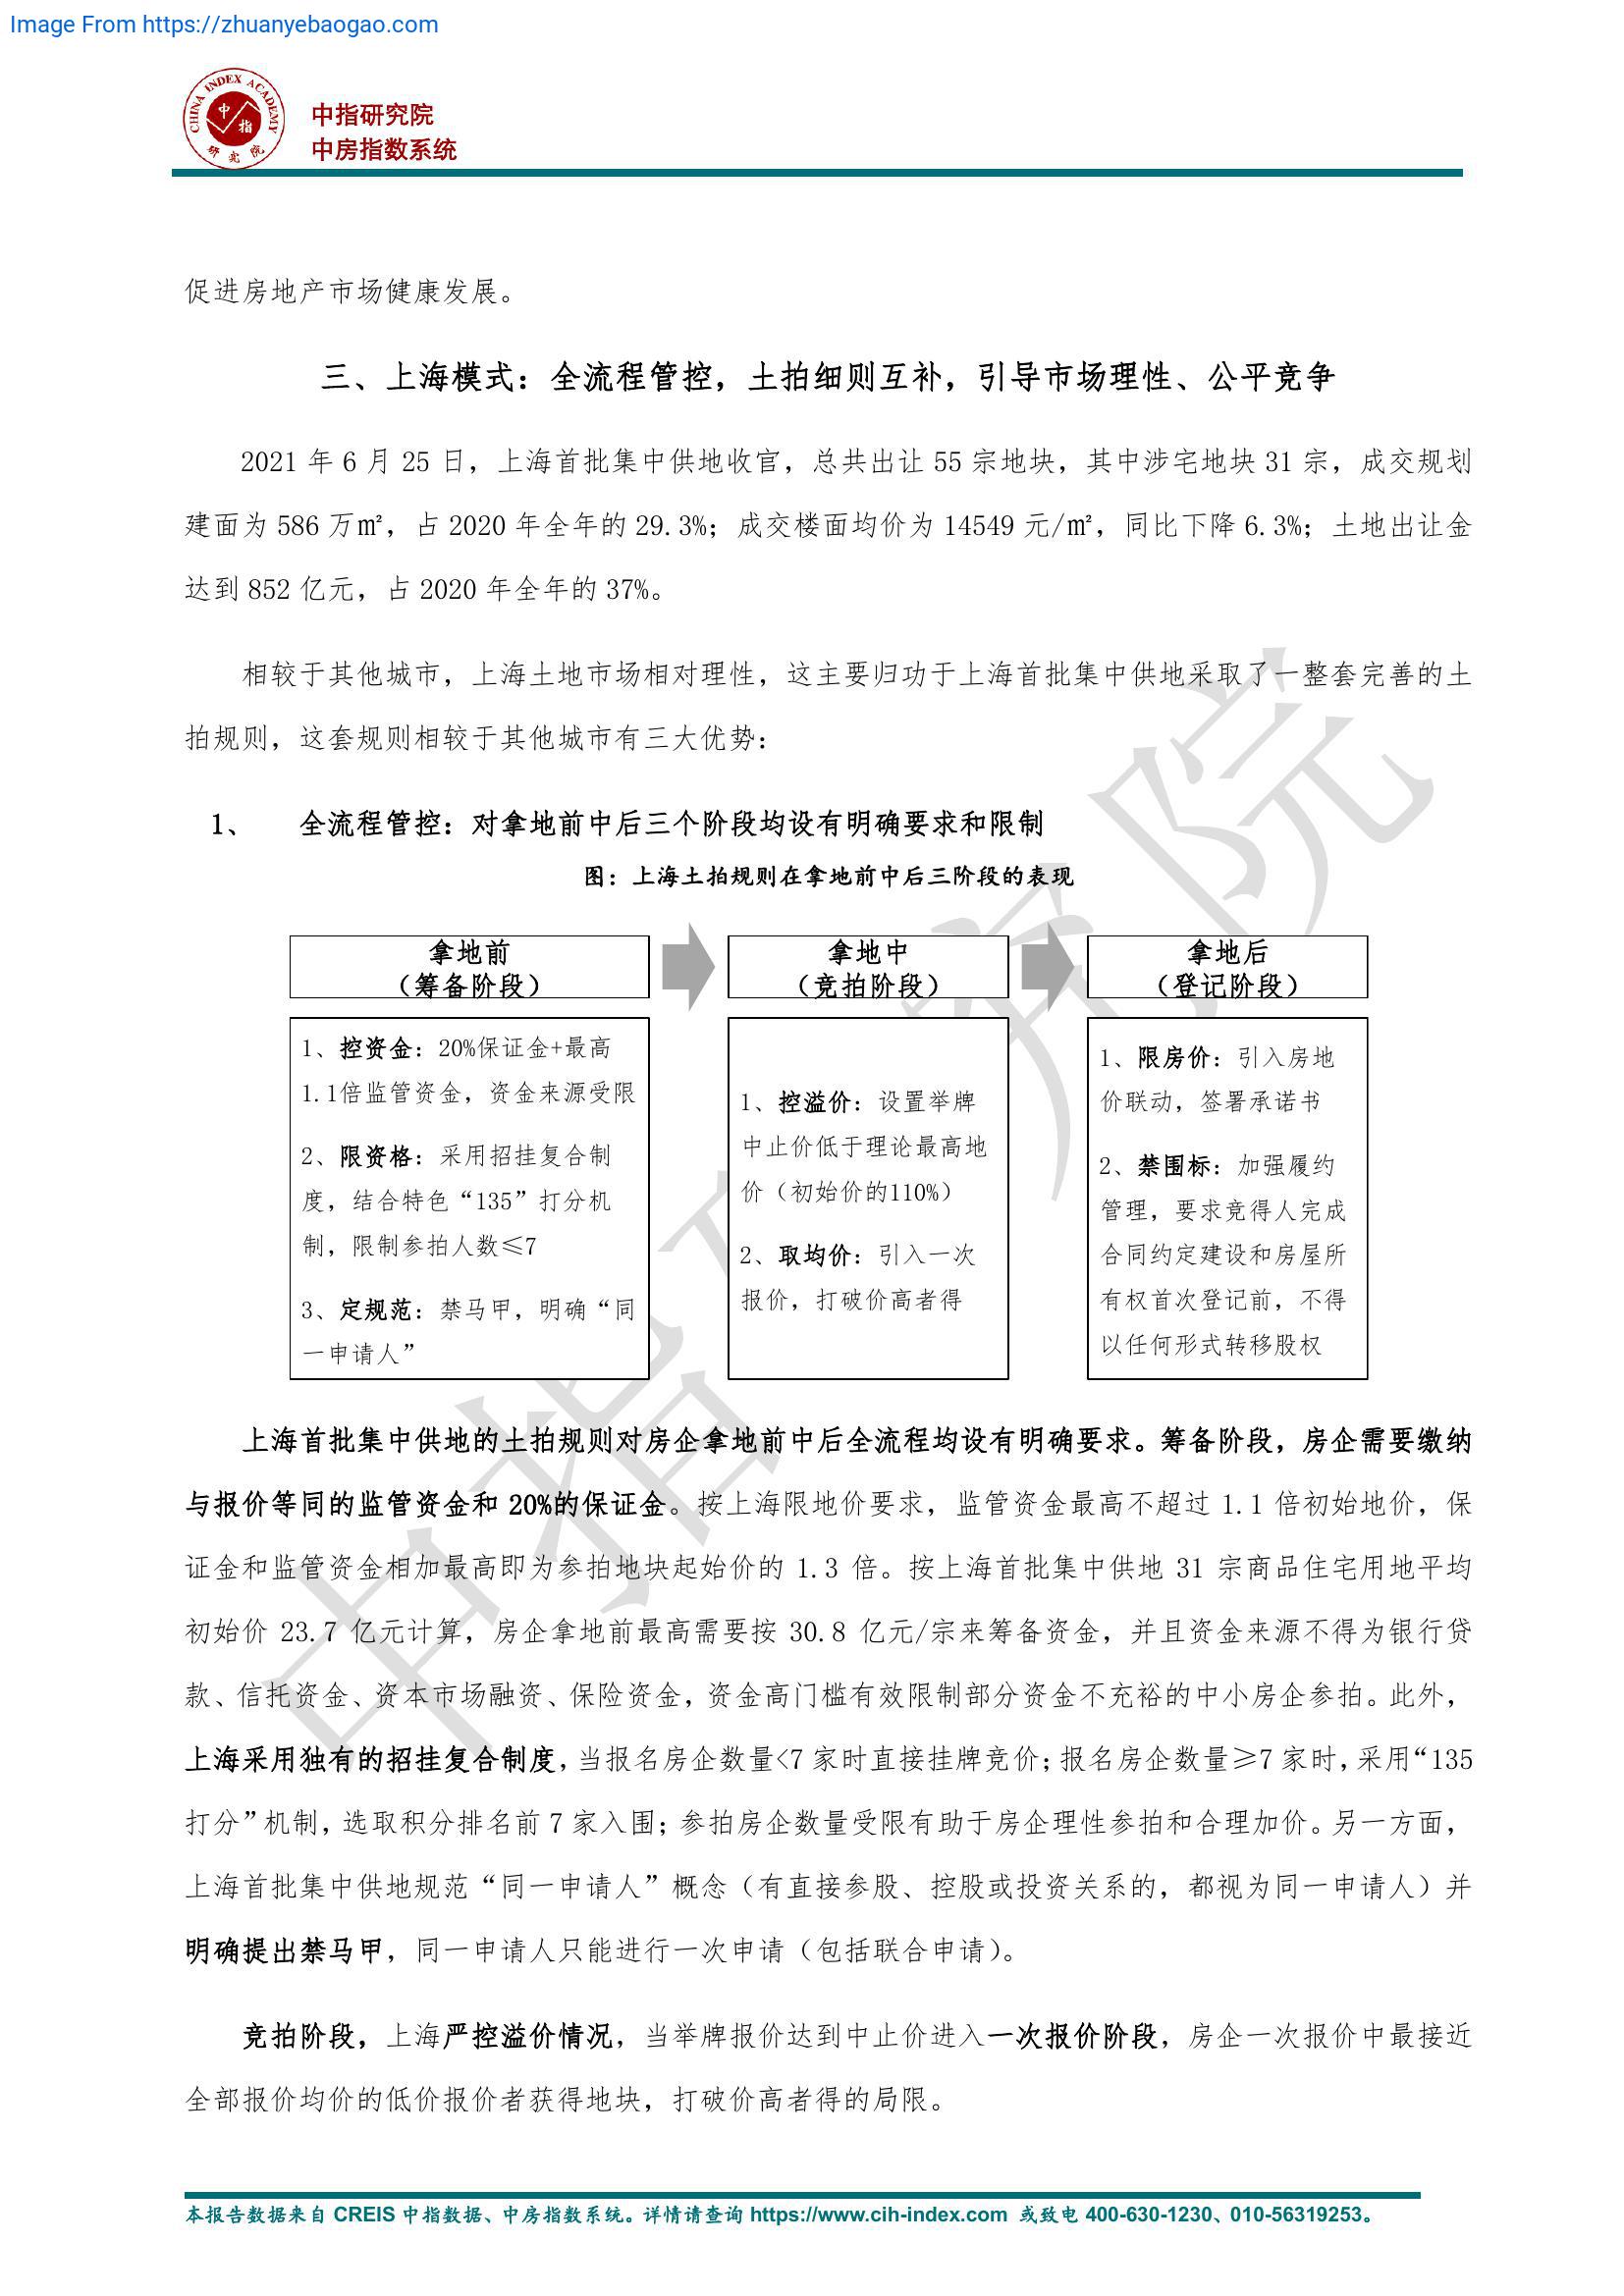 Image From https://zhuanyebaogao.com
CHINA INDEX ACADEMY
中指
研究院
中指研究院
中房指数系统
促进房地产市场健康发展。
三、上海模式：全流程管控，土拍细则互补，引导市场理性、公平竞争
2021 年 6 月 25 日，上海首批集中供地收官，总共出让 55 宗地块，其中涉宅地块 31 宗，成交规划
建面为 586 万㎡，占 2020 年全年的 29.3%；成交楼面均价为 14549 元/㎡，同比下降 6.3%；土地出让金
达到 852 亿元，占 2020 年全年的 37%。
相较于其他城市，上海土地市场相对理性，这主要归功于上海首批集中供地采取了一整套完善的土
拍规则，这套规则相较于其他城市有三大优势：
1、 全流程管控：对拿地前中后三个阶段均设有明确要求和限制
图：上海土拍规则在拿地前中后三阶段的表现
拿地前
（筹备阶段）
1、控资金：20%保证金+最高
1.1倍监管资金，资金来源受限
2、限资格：采用招挂复合制
度，结合特色“135”打分机
制，限制参拍人数≤7
3、定规范：禁马甲，明确“同
一申请人”
拿地中
（竞拍阶段）
1、控溢价：设置举牌
中止价低于理论最高地
价（初始价的110%）
2、取均价：引入一次
报价，打破价高者得
拿地后
（登记阶段）
1、限房价：引入房地
价联动，签署承诺书
2、禁围标：加强履约
管理，要求竞得人完成
合同约定建设和房屋所
有权首次登记前，不得
以任何形式转移股权
上海首批集中供地的土拍规则对房企拿地前中后全流程均设有明确要求。筹备阶段，房企需要缴纳
与报价等同的监管资金和 20%的保证金。按上海限地价要求，监管资金最高不超过 1.1 倍初始地价，保
证金和监管资金相加最高即为参拍地块起始价的 1.3 倍。按上海首批集中供地 31 宗商品住宅用地平均
初始价 23.7 亿元计算，房企拿地前最高需要按 30.8 亿元/宗来筹备资金，并且资金来源不得为银行贷
款、信托资金、资本市场融资、保险资金，资金高门槛有效限制部分资金不充裕的中小房企参拍。此外，
上海采用独有的招挂复合制度，当报名房企数量<7 家时直接挂牌竞价；报名房企数量≥7 家时，采用“135
打分”机制，选取积分排名前 7 家入围；参拍房企数量受限有助于房企理性参拍和合理加价。另一方面，
上海首批集中供地规范“同一申请人”概念（有直接参股、控股或投资关系的，都视为同一申请人）并
明确提出禁马甲，同一申请人只能进行一次申请（包括联合申请）。
竞拍阶段，上海严控溢价情况，当举牌报价达到中止价进入一次报价阶段，房企一次报价中最接近
全部报价均价的低价报价者获得地块，打破价高者得的局限。
中指研究院
本报告数据来自 CREIS 中指数据、中房指数系统。详情请查询 https://www.cih-index.com 或致电 400-630-1230、010-56319253。